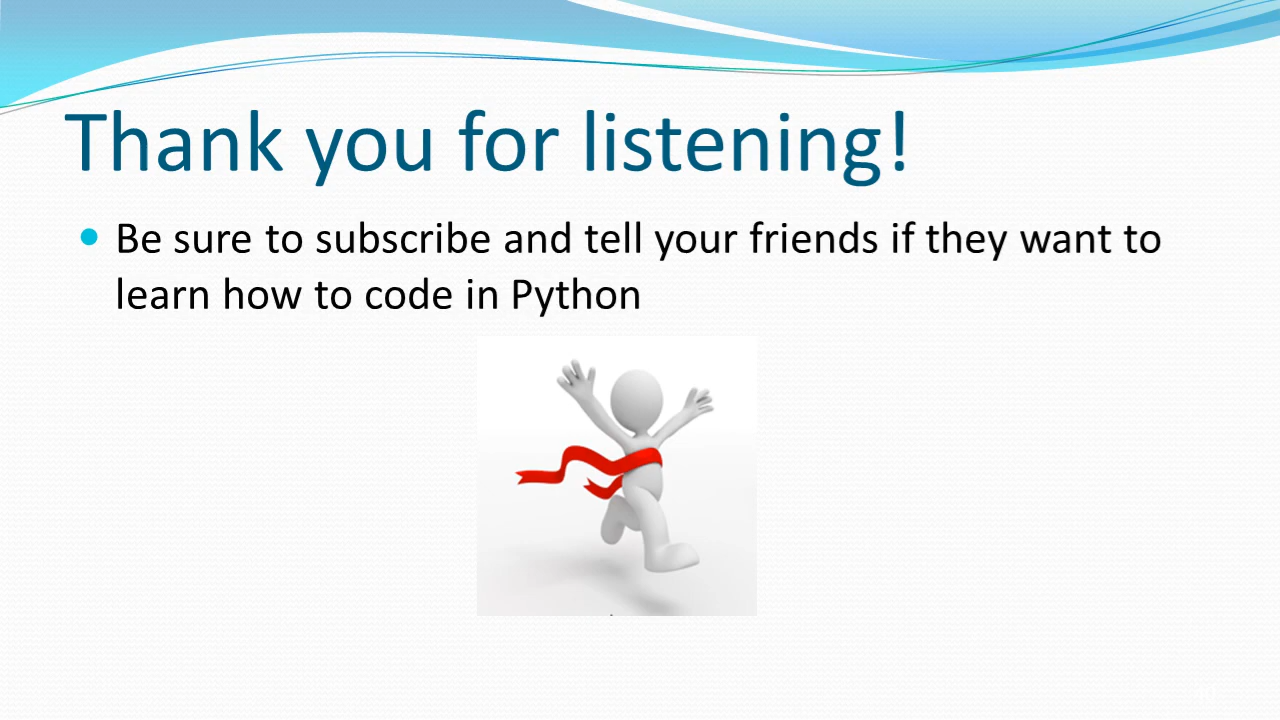 Thank you for listening!
Be sure to subscribe and tell your friends if they want to
learn how to code in Python